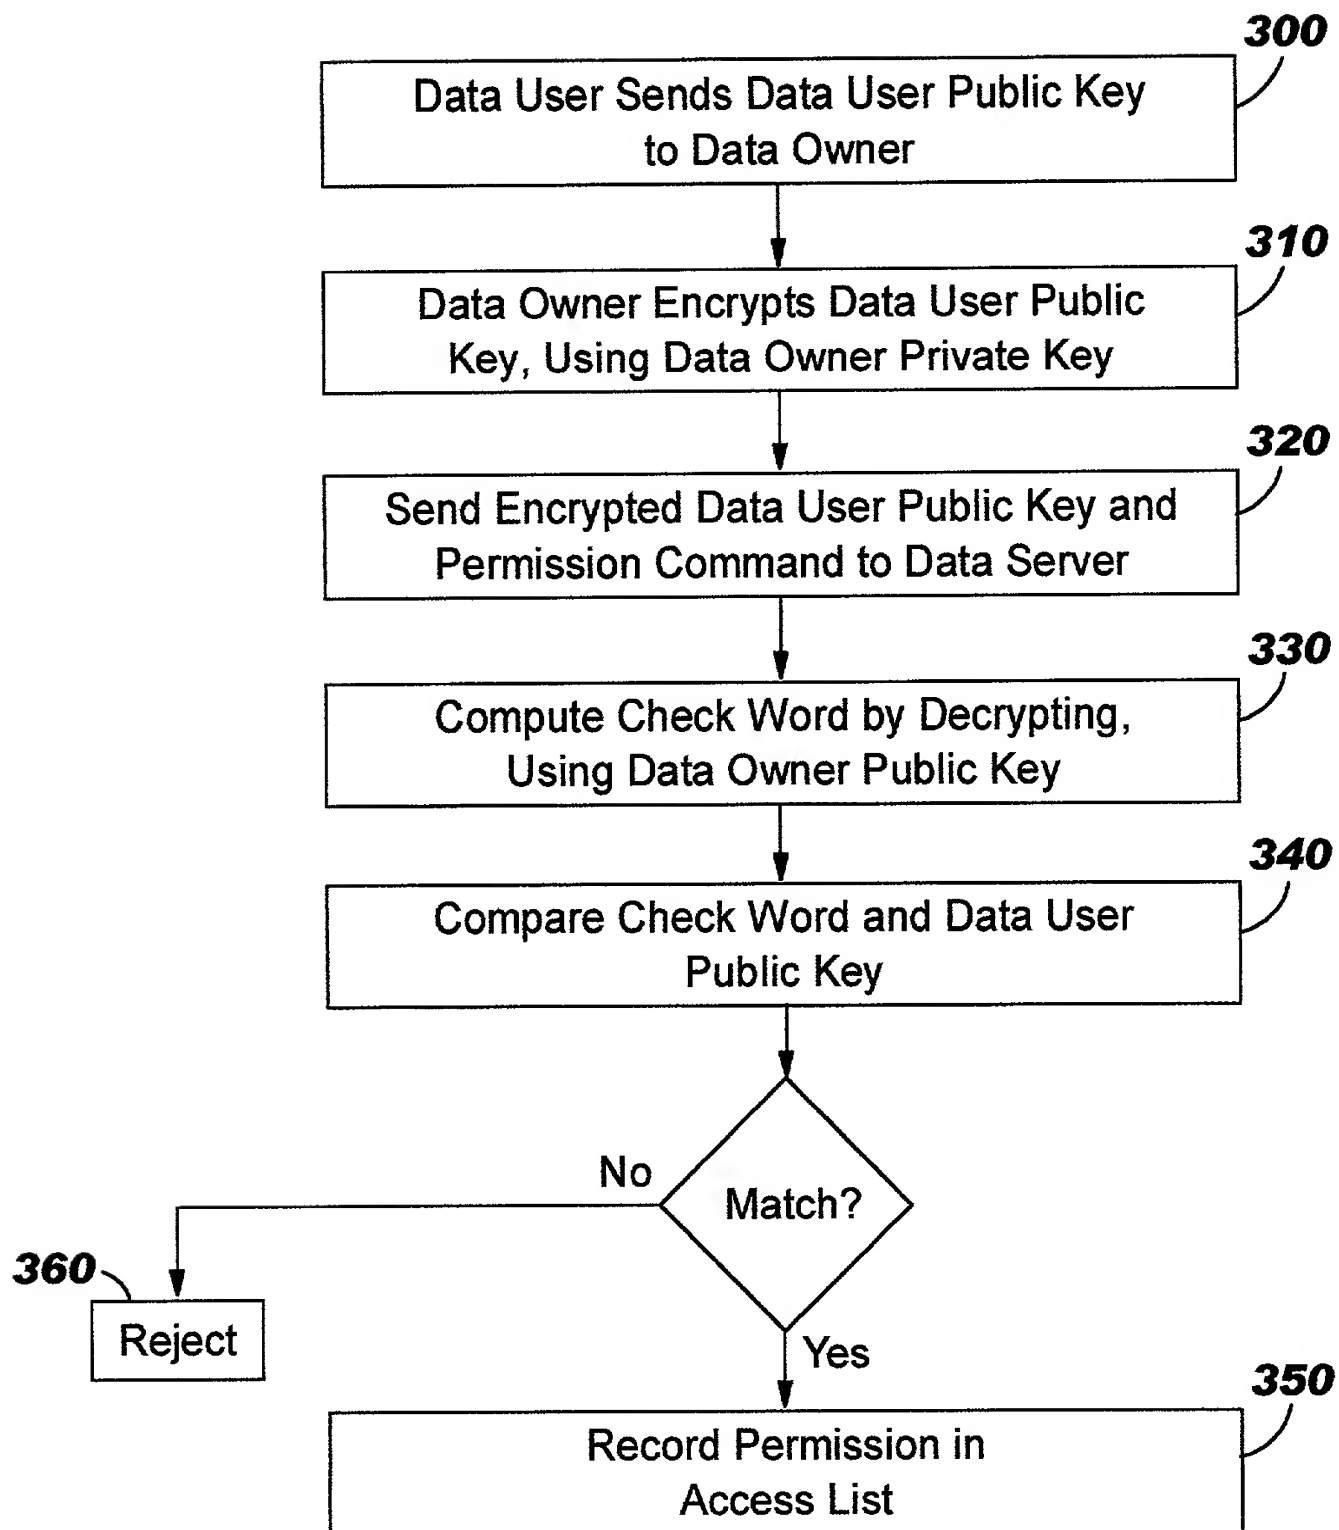 300
Data User Sends Data User Public Key
to Data Owner
310
Data Owner Encrypts Data User Public
Key, Using Data Owner Private Key
320
Send Encrypted Data User Public Key and
Permission Command to Data Server
330
Compute Check Word by Decrypting,
Using Data Owner Public Key
340
Compare Check Word and Data User
Public Key
No
Match?
360
Reject
Yes
350
Record Permission in
Access List